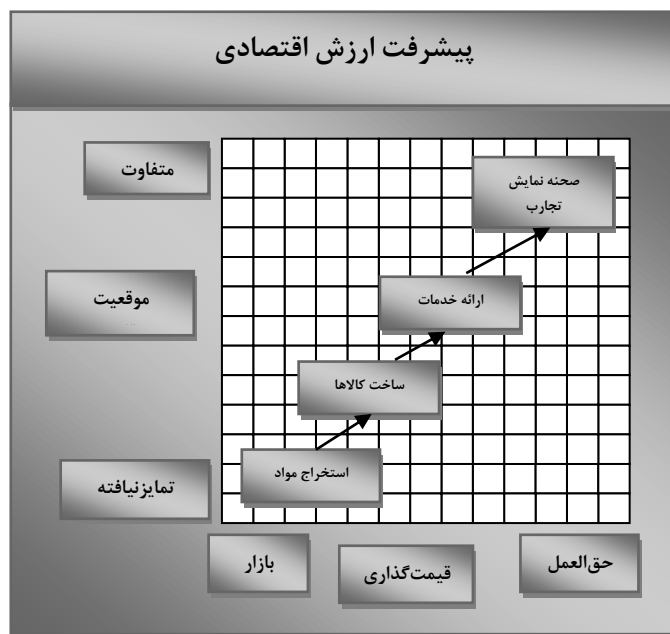 پیشرفت ارزش اقتصادی
متفاوت
صحنه نمایش
تجارب
موقعیت
ارائه خدمات
ساخت کالاها
تمایزنیافته
استخراج مواد
بازار
قیمت‌گذاری
حق‌العمل